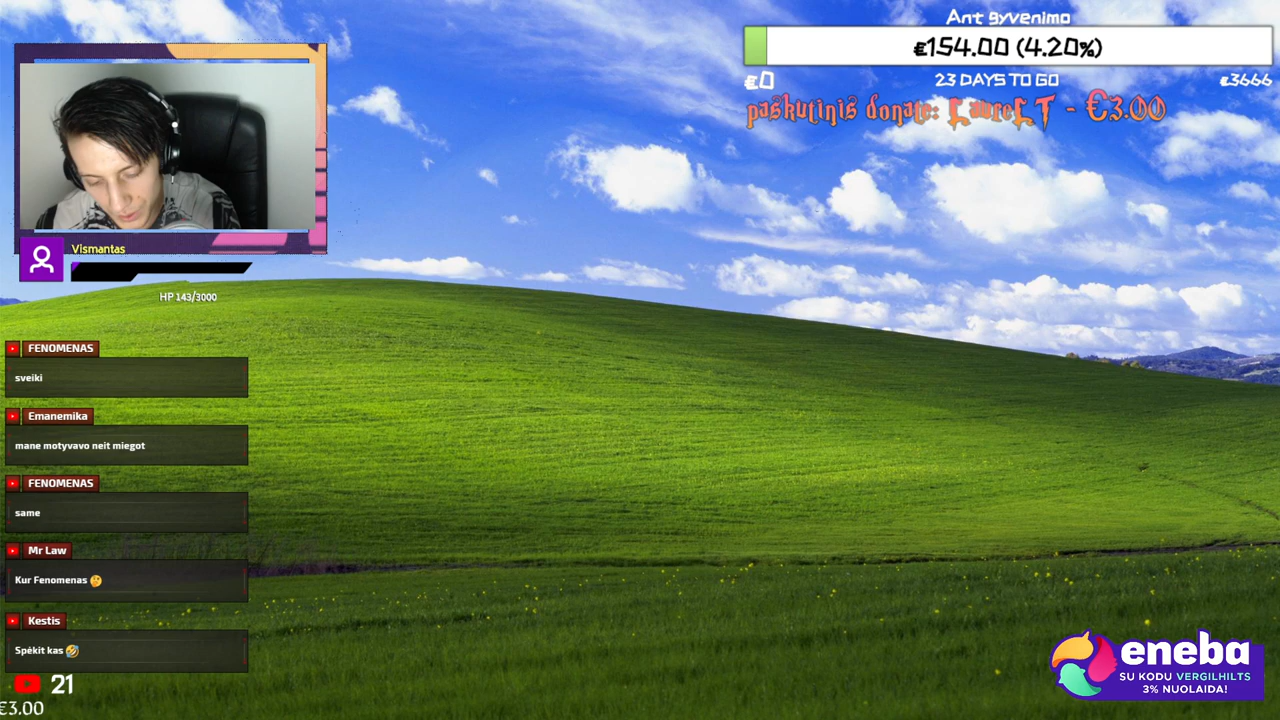 Ant gyvenimo
€154.00 (4.20%)
€0
23 DAYS TO GO
€3666
paskutinis donate: LaureLT - €3.00
Vismantas
HP 143/3000
FENOMENAS
sveiki
Emanemika
mane motyvavo neit miegot
FENOMENAS
same
Mr Law
Kur Fenomenas 🤔
Kestis
Spėkit kas 🤣
21
€3.00
eneba
SU KODU VERGILHILTS
3% NUOLAIDA!